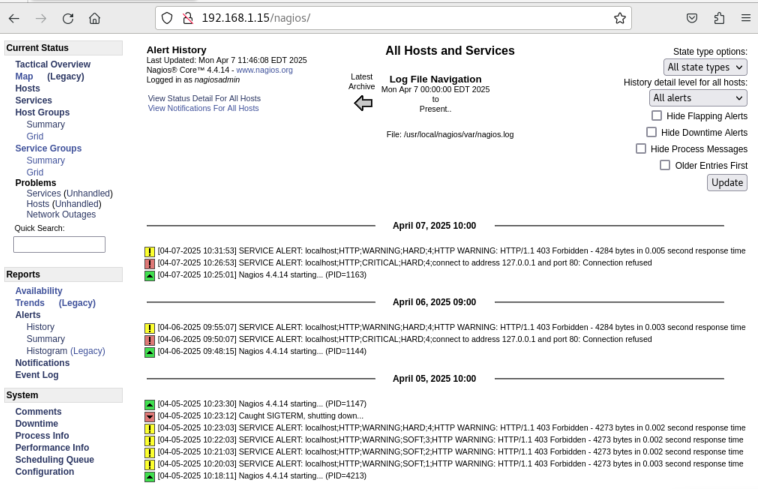 192.168.1.15/nagios/
Current Status
Tactical Overview
Map (Legacy)
Hosts
Services
Host Groups
Summary
Grid
Service Groups
Summary
Grid
Problems
Services (Unhandled)
Hosts (Unhandled)
Network Outages
Quick Search:
Reports
Availability
Trends (Legacy)
Alerts
History
Summary
Histogram (Legacy)
Notifications
Event Log
System
Comments
Downtime
Process Info
Performance Info
Scheduling Queue
Configuration
Alert History
Last Updated: Mon Apr 7 11:46:08 EDT 2025
Nagios® Core™ 4.4.14 - www.nagios.org
Logged in as nagiosadmin
View Status Detail For All Hosts
View Notifications For All Hosts
All Hosts and Services
Latest
Archive
Log File Navigation
Mon Apr 7 00:00:00 EDT 2025
to
Present..
File: /usr/local/nagios/var/nagios.log
State type options:
All state types
History detail level for all hosts:
All alerts
Hide Flapping Alerts
Hide Downtime Alerts
Hide Process Messages
Older Entries First
Update
April 07, 2025 10:00
[04-07-2025 10:31:53] SERVICE ALERT: localhost;HTTP;WARNING;HARD;4;HTTP WARNING: HTTP/1.1 403 Forbidden - 4284 bytes in 0.005 second response time
[04-07-2025 10:26:53] SERVICE ALERT: localhost;HTTP;CRITICAL;HARD;4;connect to address 127.0.0.1 and port 80: Connection refused
[04-07-2025 10:25:01] Nagios 4.4.14 starting... (PID=1163)
April 06, 2025 09:00
[04-06-2025 09:55:07] SERVICE ALERT: localhost;HTTP;WARNING;HARD;4;HTTP WARNING: HTTP/1.1 403 Forbidden - 4284 bytes in 0.003 second response time
[04-06-2025 09:50:07] SERVICE ALERT: localhost;HTTP;CRITICAL;HARD;4;connect to address 127.0.0.1 and port 80: Connection refused
[04-06-2025 09:48:15] Nagios 4.4.14 starting... (PID=1144)
April 05, 2025 10:00
[04-05-2025 10:23:30] Nagios 4.4.14 starting... (PID=1147)
[04-05-2025 10:23:12] Caught SIGTERM, shutting down...
[04-05-2025 10:23:03] SERVICE ALERT: localhost;HTTP;WARNING;HARD;4;HTTP WARNING: HTTP/1.1 403 Forbidden - 4273 bytes in 0.002 second response time
[04-05-2025 10:22:03] SERVICE ALERT: localhost;HTTP;WARNING;SOFT;3;HTTP WARNING: HTTP/1.1 403 Forbidden - 4273 bytes in 0.002 second response time
[04-05-2025 10:21:03] SERVICE ALERT: localhost;HTTP;WARNING;SOFT;2;HTTP WARNING: HTTP/1.1 403 Forbidden - 4273 bytes in 0.002 second response time
[04-05-2025 10:20:03] SERVICE ALERT: localhost;HTTP;WARNING;SOFT;1;HTTP WARNING: HTTP/1.1 403 Forbidden - 4273 bytes in 0.003 second response time
[04-05-2025 10:18:11] Nagios 4.4.14 starting... (PID=4213)